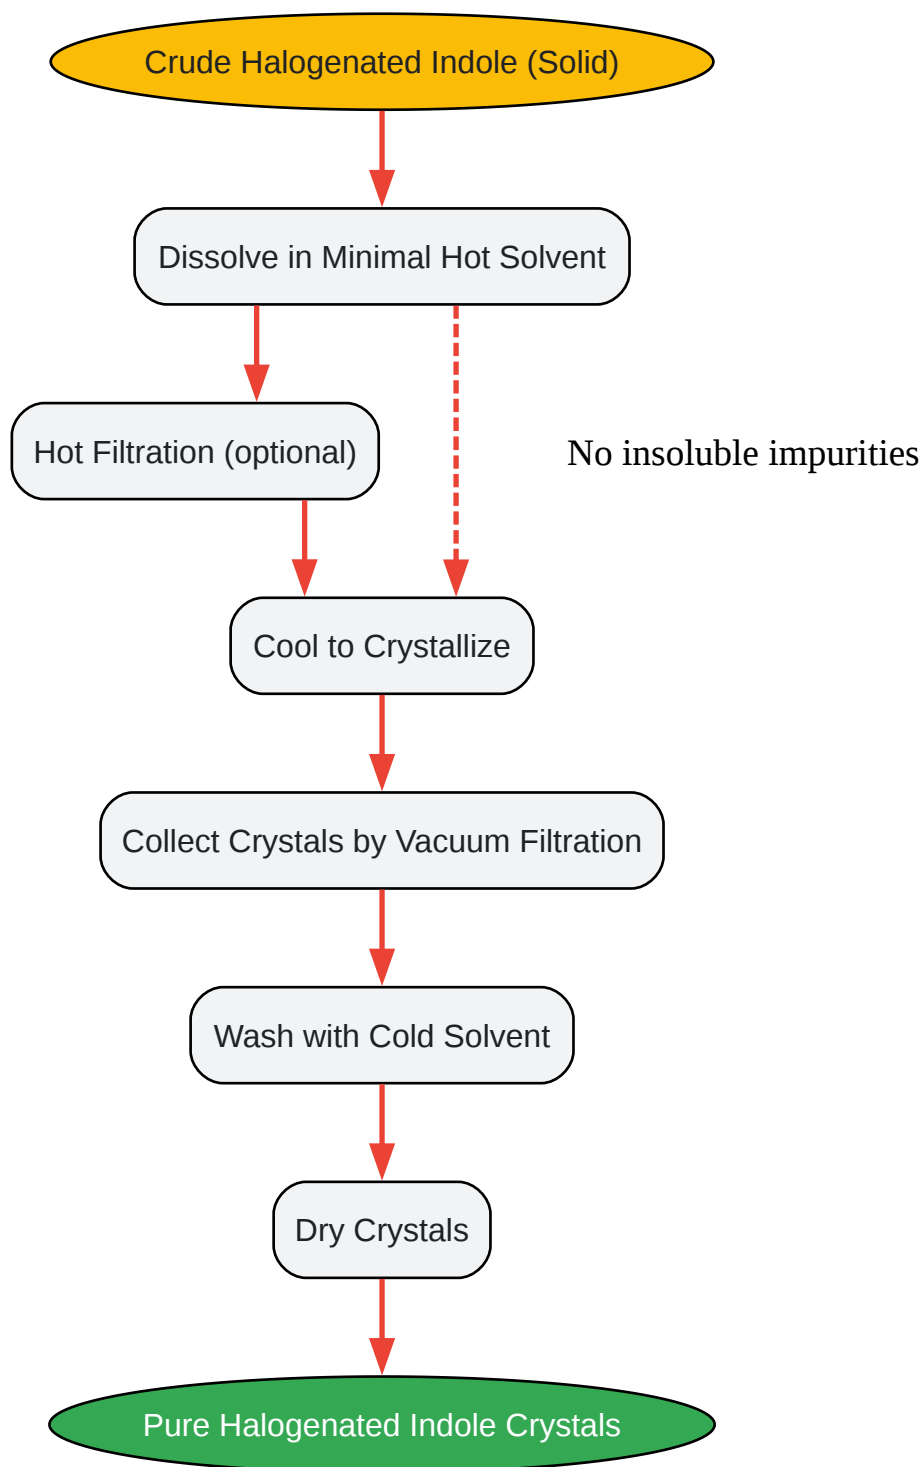 Crude Halogenated Indole (Solid)
Dissolve in Minimal Hot Solvent
Hot Filtration (optional)
No insoluble impurities
Cool to Crystallize
Collect Crystals by Vacuum Filtration
Wash with Cold Solvent
Dry Crystals
Pure Halogenated Indole Crystals